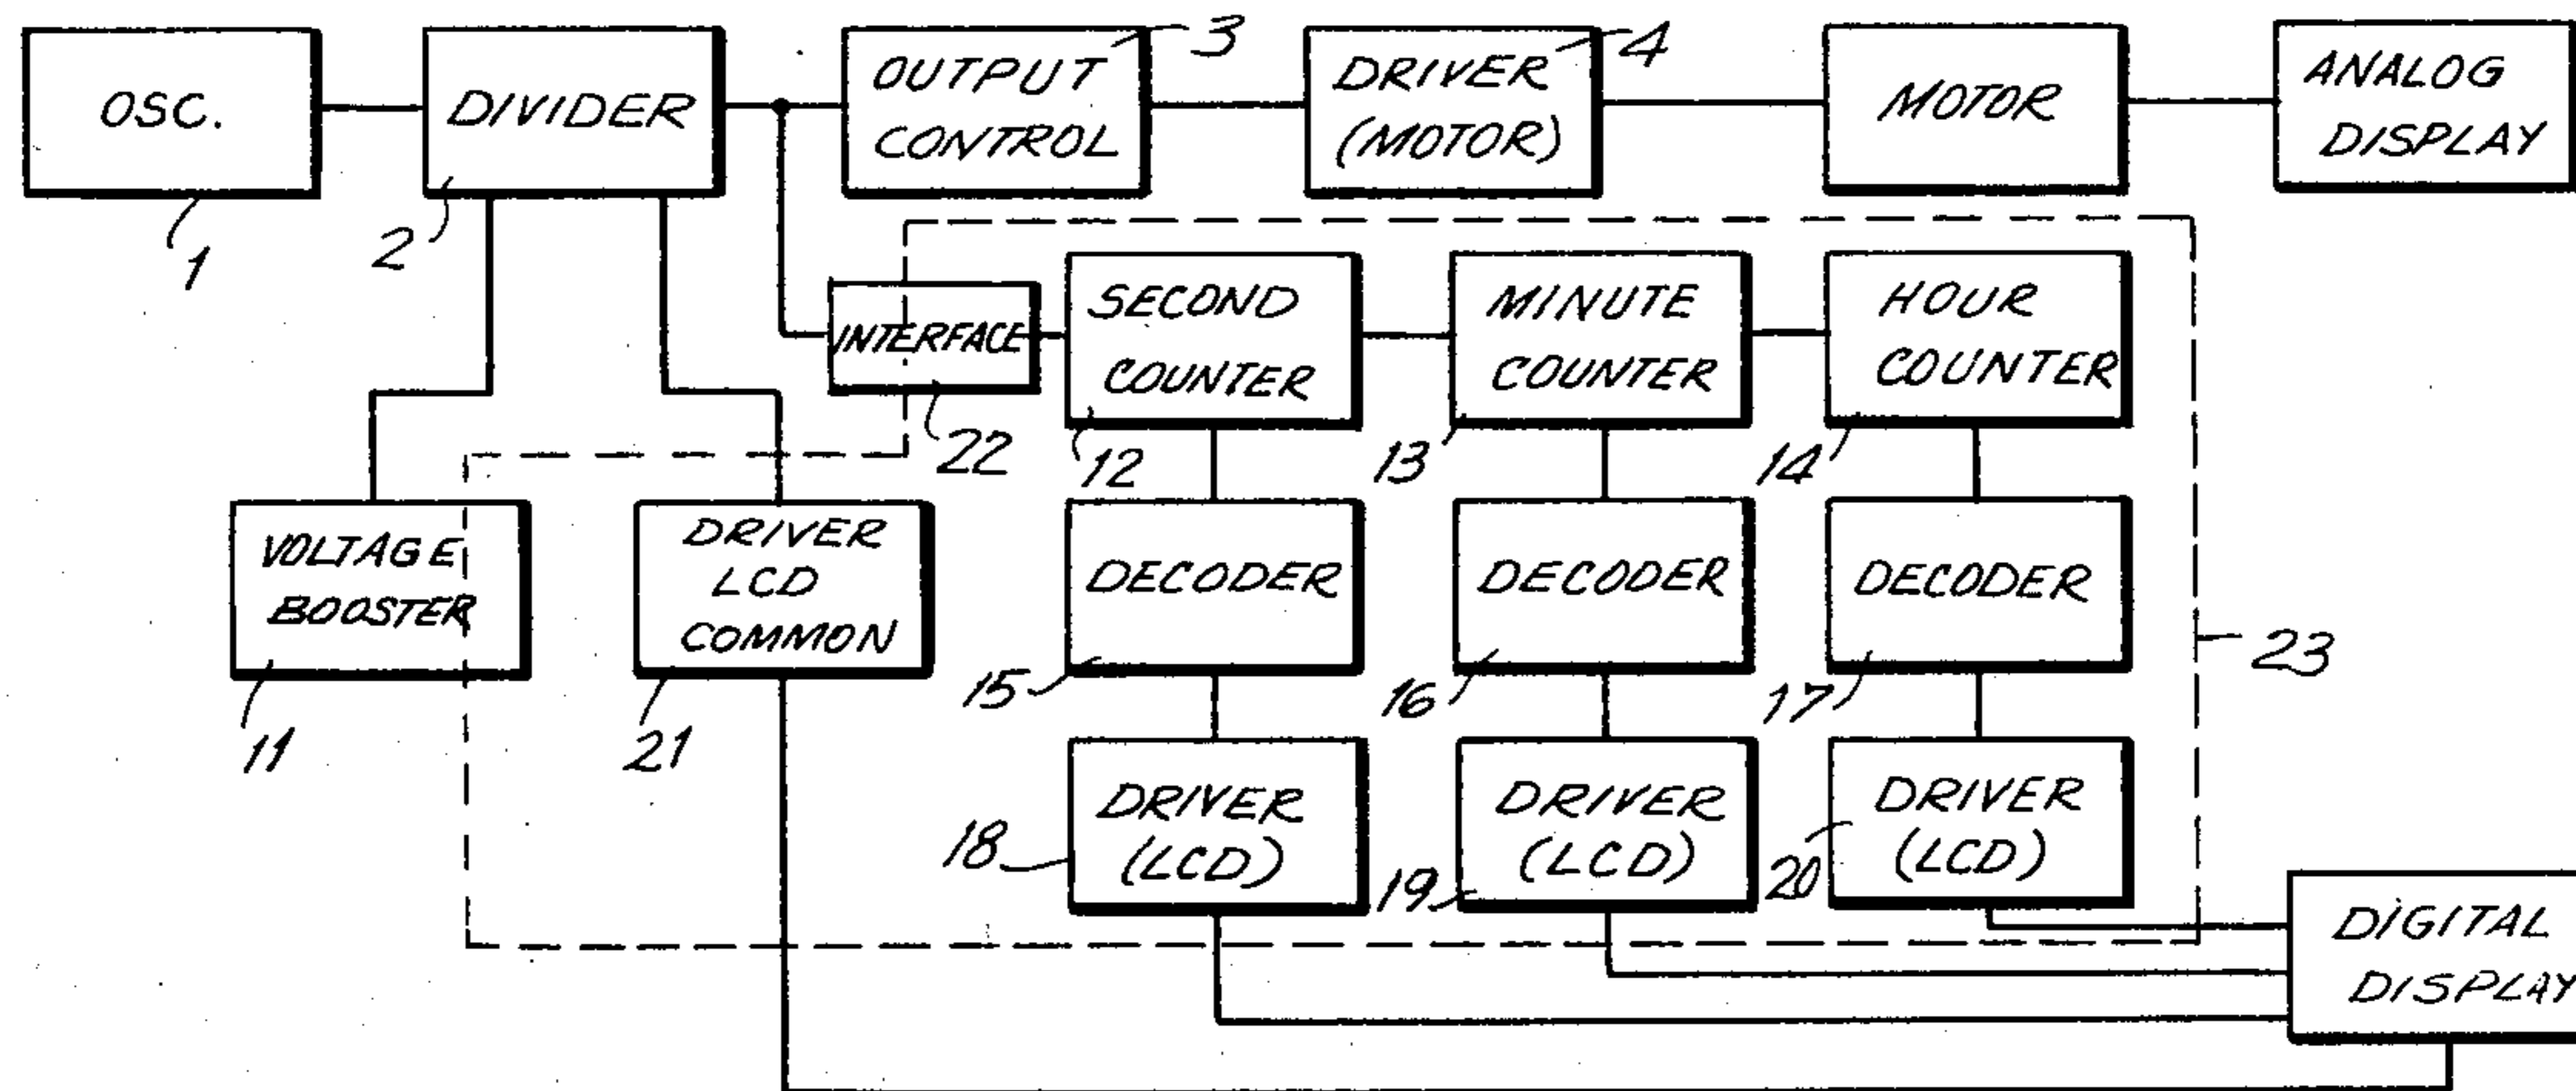 OSC.
1
DIVIDER
2
OUTPUT
CONTROL
3
DRIVER
(MOTOR)
4
MOTOR
ANALOG
DISPLAY
INTERFACE
22
SECOND
COUNTER
12
MINUTE
COUNTER
13
HOUR
COUNTER
14
VOLTAGE
BOOSTER
11
DRIVER
LCD
COMMON
21
DECODER
15
DECODER
16
DECODER
17
23
DRIVER
(LCD)
18
DRIVER
(LCD)
19
DRIVER
(LCD)
20
DIGITAL
DISPLAY